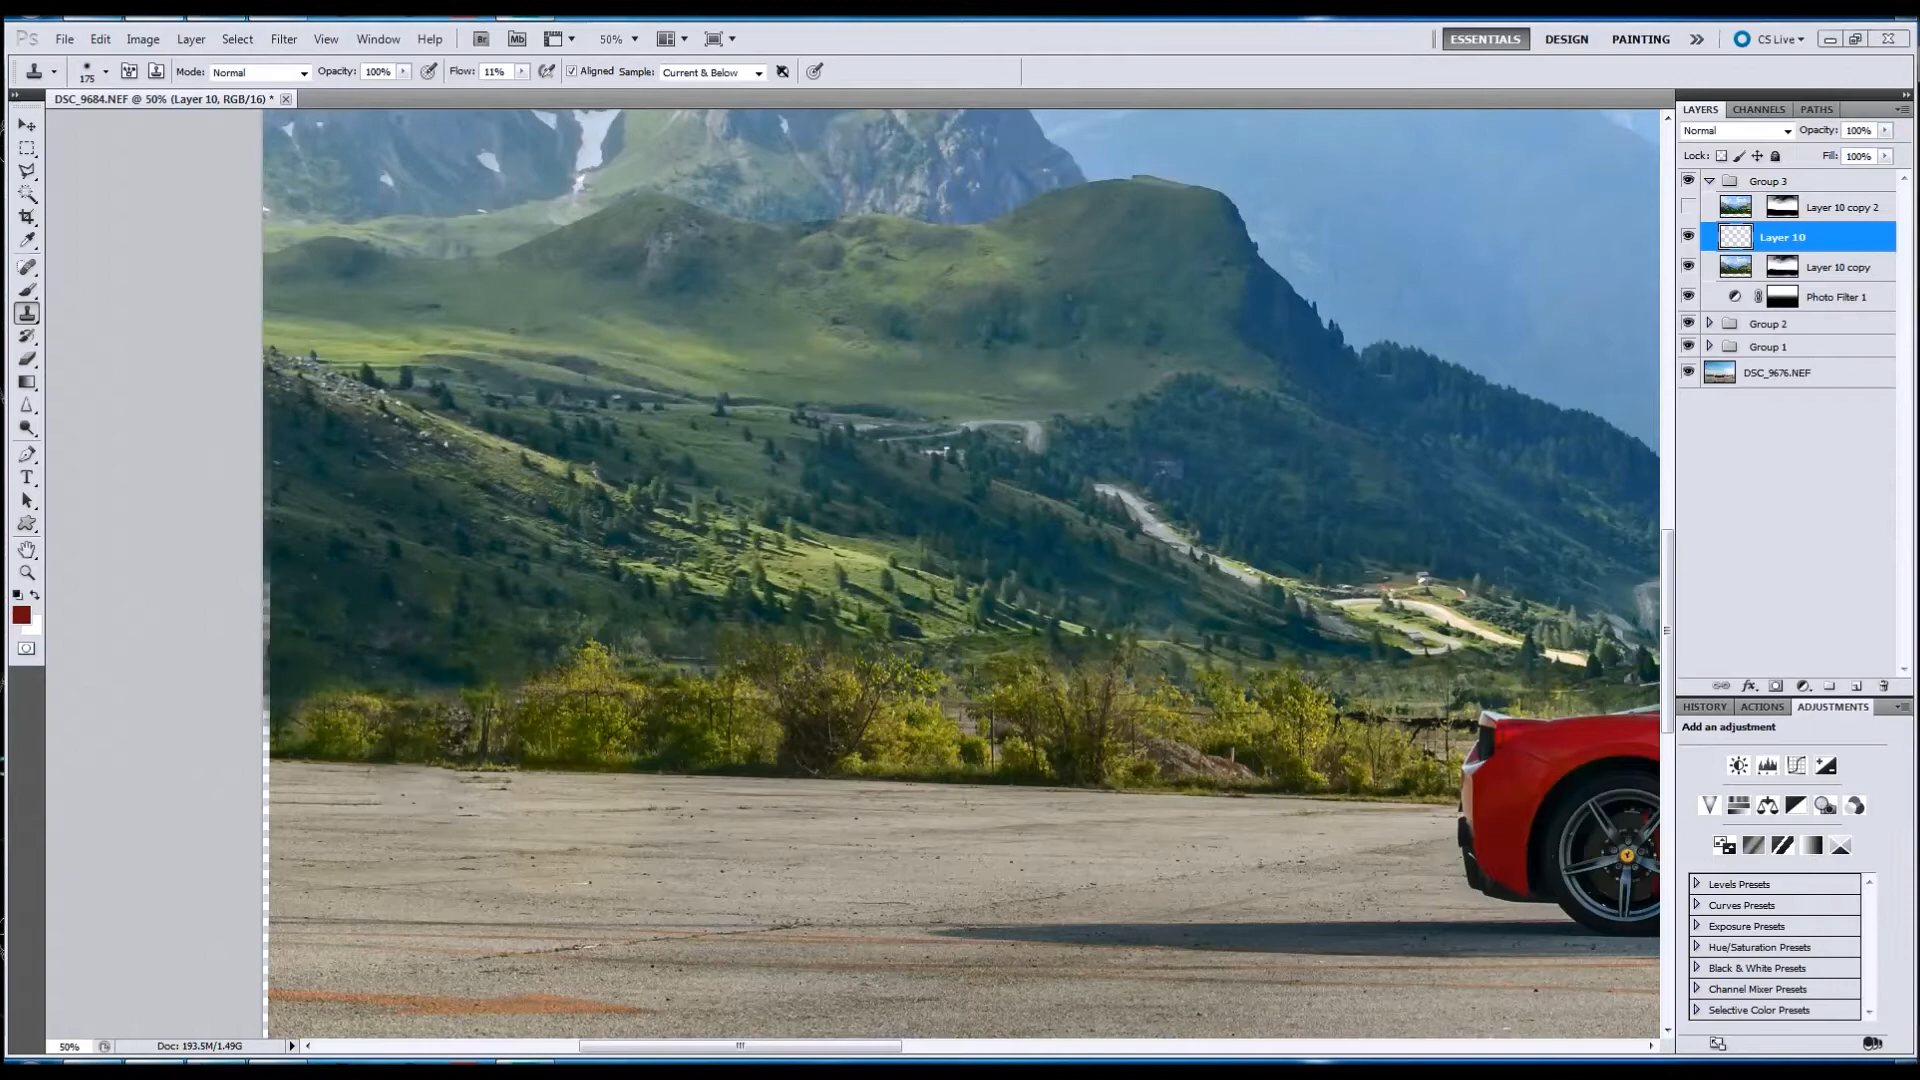 Ps File Edit Image Layer Select Filter View Window Help Br Mb 50% ESSENTIALS DESIGN PAINTING CS Live
175 Mode: Normal Opacity: 100% Flow: 11% Aligned Sample: Current & Below
DSC_9684.NEF @ 50% (Layer 10, RGB/16) *
LAYERS CHANNELS PATHS
Normal Opacity: 100%
Lock: Fill: 100%
Group 3
Layer 10 copy 2
Layer 10
Layer 10 copy
Photo Filter 1
Group 2
Group 1
DSC_9676.NEF
T
fx
HISTORY ACTIONS ADJUSTMENTS
Add an adjustment
Levels Presets
Curves Presets
Exposure Presets
Hue/Saturation Presets
Black & White Presets
Channel Mixer Presets
Selective Color Presets
50% Doc: 193.5M/1.49G